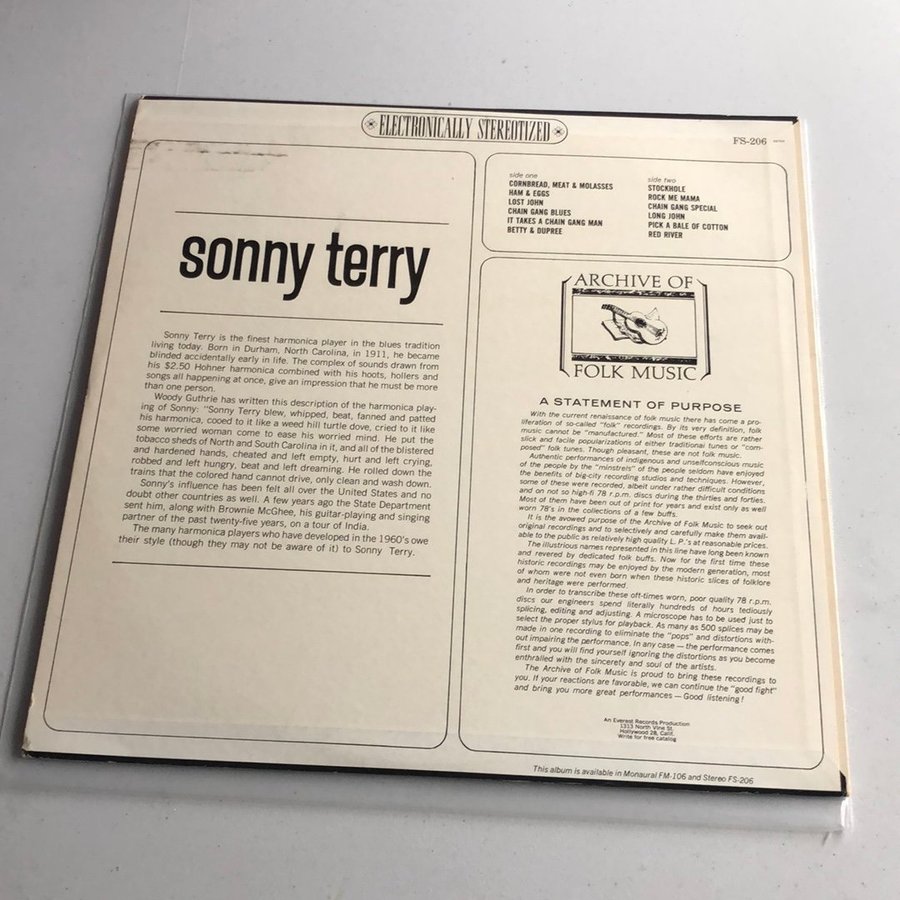 ELECTRONICALLY STEREOTIZED
FS-206
sonny terry
Sonny Terry is the finest harmonica player in the blues tradition
living today. Born in Durham, North Carolina, in 1911, he became
blinded accidentally early in life. The complex of sounds drawn from
his $2.50 Hohner harmonica combined with his hoots, hollers and
songs all happening at once, give an impression that he must be more
than one person.
Woody Guthrie has written this description of the harmonica play-
ing of Sonny: "Sonny Terry blew, whipped, beat, fanned and patted
his harmonica, cooed to it like a weed hill turtle dove, cried to it like
some worried woman come to ease his worried mind. He put the
tobacco sheds of North and South Carolina in it, and all of the blistered
and hardened hands, cheated and left empty, hurt and left crying,
robbed and left hungry, beat and left dreaming. He rolled down the
trains that the colored hand cannot drive, only clean and wash down.
Sonny's influence has been felt all over the United States and no
doubt other countries as well. A few years ago the State Department
sent him, along with Brownie McGhee, his guitar-playing and singing
partner of the past twenty-five years, on a tour of India.
The many harmonica players who have developed in the 1960's owe
their style (though they may not be aware of it) to Sonny Terry.
side one
CORNBREAD, MEAT & MOLASSES
HAM & EGGS
LOST JOHN
CHAIN GANG BLUES
IT TAKES A CHAIN GANG MAN
BETTY & DUPREE
side two
STOCKHOLE
ROCK ME MAMA
CHAIN GANG SPECIAL
LONG JOHN
PICK A BALE OF COTTON
RED RIVER
ARCHIVE OF
FOLK MUSIC
A STATEMENT OF PURPOSE
With the current renaissance of folk music there has come a pro-
liferation of so-called "folk" recordings. By its very definition, folk
music cannot be "manufactured." Most of these efforts are rather
slick and facile popularizations of either traditional tunes or "com-
posed" folk tunes. Though pleasant, these are not folk music.
Authentic performances of indigenous and unselfconscious music
of the people by the "minstrels" of the people seldom have enjoyed
the benefits of big-city recording studios and techniques. However,
some of these were recorded, albeit under rather difficult conditions
and on not so high-fi 78 r.p.m. discs during the thirties and forties.
Most of them have been out of print for years and exist only as well
worn 78's in the collections of a few buffs.
It is the avowed purpose of the Archive of Folk Music to seek out
original recordings and to selectively and carefully make them avail-
able to the public as relatively high quality L.P.'s at reasonable prices.
The illustrious names represented in this line have long been known
and revered by dedicated folk buffs. Now for the first time these
historic recordings may be enjoyed by the modern generation, most
of whom were not even born when these historic slices of folklore
and heritage were performed.
In order to transcribe these oft-times worn, poor quality 78 r.p.m.
discs our engineers spend literally hundreds of hours tediously
splicing, editing and adjusting. A microscope has to be used just to
select the proper stylus for playback. As many as 500 splices may be
made in one recording to eliminate the "pops" and distortions with-
out impairing the performance. In any case — the performance comes
first and you will find yourself ignoring the distortions as you become
enthralled with the sincerety and soul of the artists.
The Archive of Folk Music is proud to bring these recordings to
you. If your reactions are favorable, we can continue the "good fight"
and bring you more great performances — Good listening!
An Everest Records Production
1313 North Vine St.
Hollywood 28, Calif.
Write for free catalog
This album is available in Monaural FM-106 and Stereo FS-206